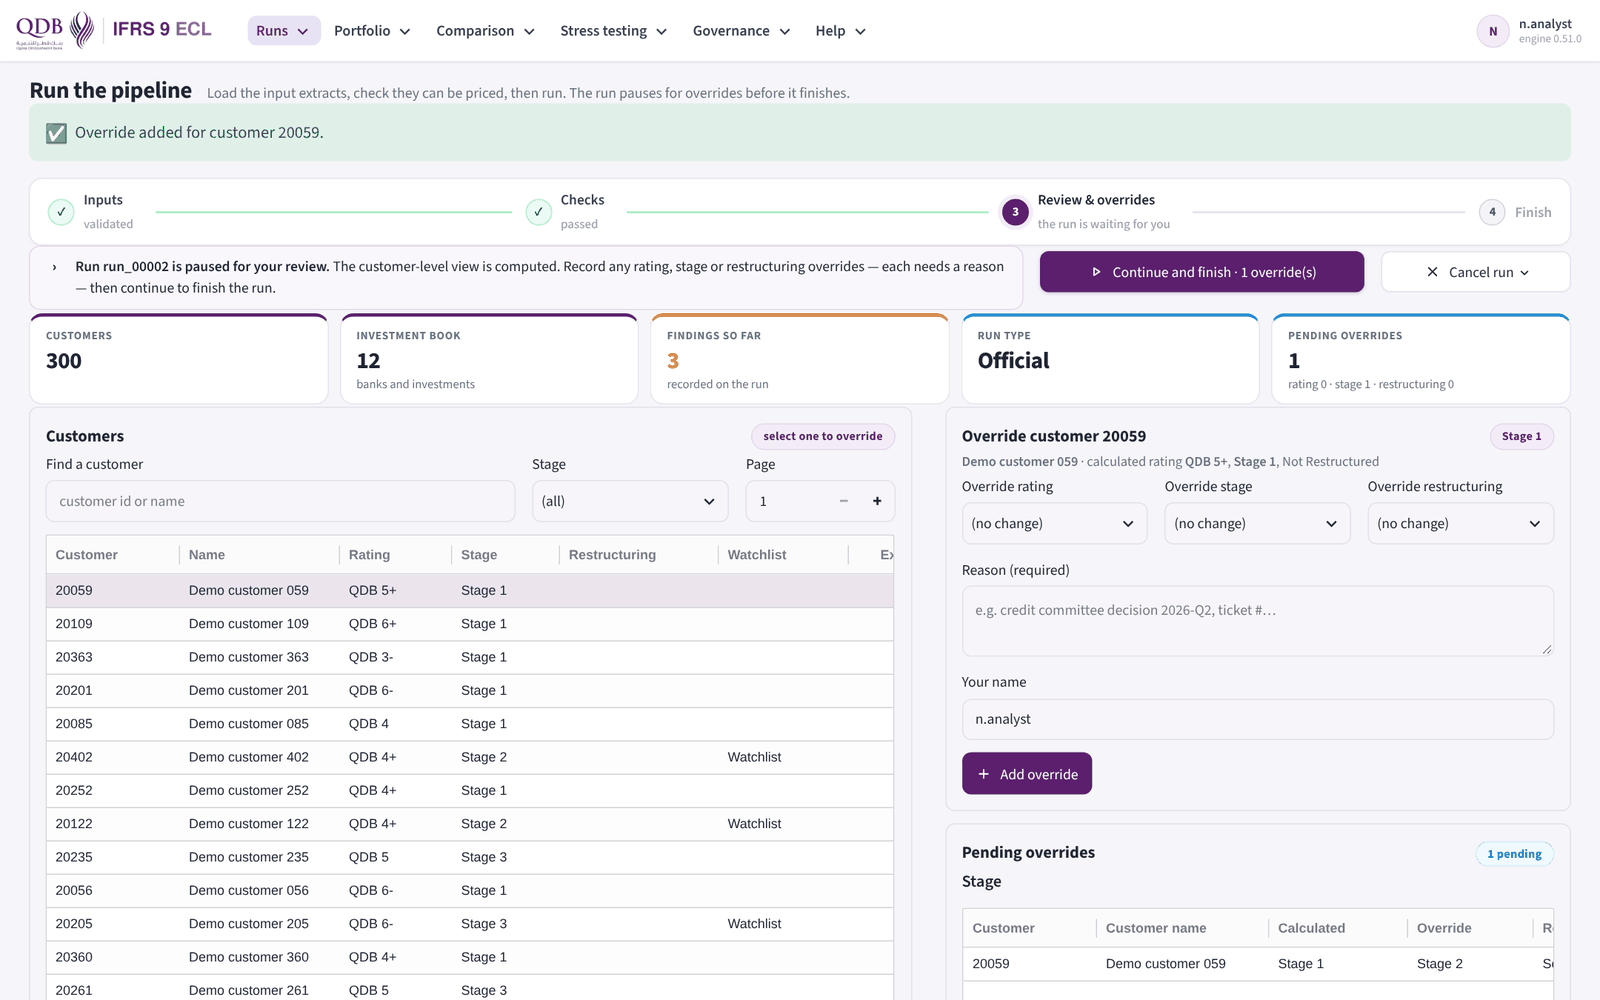 QDB
IFRS 9 ECL
Runs
Portfolio
Comparison
Stress testing
Governance
Help
N
n.analyst
engine 0.51.0
Run the pipeline
Load the input extracts, check they can be priced, then run. The run pauses for overrides before it finishes.
Override added for customer 20059.
Inputs
validated
Checks
passed
3
Review & overrides
the run is waiting for you
4
Finish
Run run_00002 is paused for your review. The customer-level view is computed. Record any rating, stage or restructuring overrides — each needs a reason
— then continue to finish the run.
Continue and finish · 1 override(s)
Cancel run
CUSTOMERS
300
INVESTMENT BOOK
12
banks and investments
FINDINGS SO FAR
3
recorded on the run
RUN TYPE
Official
PENDING OVERRIDES
1
rating 0 · stage 1 · restructuring 0
Customers
select one to override
Find a customer
Stage
Page
customer id or name
(all)
1
Customer Name Rating Stage Restructuring Watchlist Ex
20059 Demo customer 059 QDB 5+ Stage 1
20109 Demo customer 109 QDB 6+ Stage 1
20363 Demo customer 363 QDB 3- Stage 1
20201 Demo customer 201 QDB 6- Stage 1
20085 Demo customer 085 QDB 4 Stage 1
20402 Demo customer 402 QDB 4+ Stage 2 Watchlist
20252 Demo customer 252 QDB 4+ Stage 1
20122 Demo customer 122 QDB 4+ Stage 2 Watchlist
20235 Demo customer 235 QDB 5 Stage 3
20056 Demo customer 056 QDB 6- Stage 1
20205 Demo customer 205 QDB 6- Stage 3 Watchlist
20360 Demo customer 360 QDB 4+ Stage 1
20261 Demo customer 261 QDB 5 Stage 3
Override customer 20059
Stage 1
Demo customer 059 · calculated rating QDB 5+, Stage 1, Not Restructured
Override rating
Override stage
Override restructuring
(no change)
(no change)
(no change)
Reason (required)
e.g. credit committee decision 2026-Q2, ticket #…
Your name
n.analyst
+ Add override
Pending overrides
1 pending
Stage
Customer Customer name Calculated Override
20059 Demo customer 059 Stage 1 Stage 2